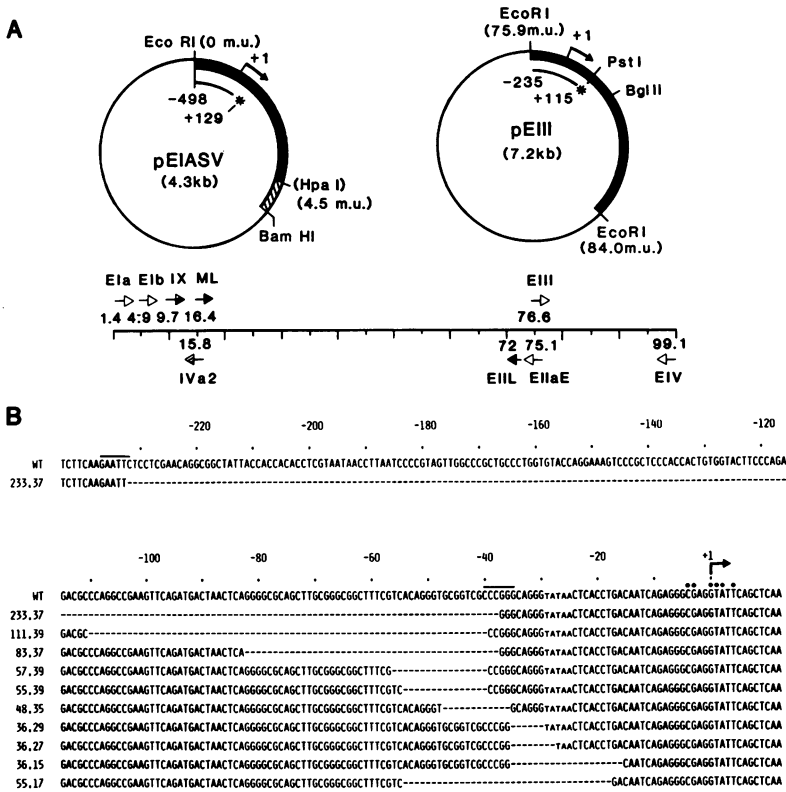 A
Eco RI (0 m.u.)
+1
-498
+129
*
pEIASV
(4.3kb)
(Hpa I)
(4.5 m.u.)
Bam HI
EcoRI
(75.9m.u.)
+1
Pst I
BglII
-235
+115
*
pEIII
(7.2kb)
EcoRI
(84.0m.u.)
EIa EIb IX ML EIII
1.4 4:9 9.7 16.4 76.6
15.8 72 75.1 99.1
IVa2 EIIL EIIaE EIV
B
-220 -200 -180 -160 -140 -120
WT TCTTCAAGAATTCTCCTCGAACAGGCGGCTATTACCACCACACCTCGTAATAACCTTAATCCCCGTAGTTGGCCCGCTGCCCTGGTGTACCAGGAAAGTCCCGCTCCCACCACTGTGGTACTTCCCAGA
233.37 TCTTCAAGAATT---------------------------------------------------------------------------------------------------------------------
-100 -80 -60 -40 -20 +1
WT GACGCCCAGGCCGAAGTTCAGATGACTAACTCAGGGGCGCAGCTTGCGGGCGGCTTTCGTCACAGGGTGCGGTCGCCCGGGCAGGGTATAACTCACCTGACAATCAGAGGGCGAGGTATTCAGCTCAA
233.37 ------------------------------------------------------------------------------GGGCAGGGTATAACTCACCTGACAATCAGAGGGCGAGGTATTCAGCTCAA
111.39 GACGC-----------------------------------------------------------------------CCGGGCAGGGTATAACTCACCTGACAATCAGAGGGCGAGGTATTCAGCTCAA
83.37 GACGCCCAGGCCGAAGTTCAGATGACTAACTCA---------------------------------------------GGGCAGGGTATAACTCACCTGACAATCAGAGGGCGAGGTATTCAGCTCAA
57.39 GACGCCCAGGCCGAAGTTCAGATGACTAACTCAGGGGCGCAGCTTGCGGGCGGCTTTCG-----------------CCGGGCAGGGTATAACTCACCTGACAATCAGAGGGCGAGGTATTCAGCTCAA
55.39 GACGCCCAGGCCGAAGTTCAGATGACTAACTCAGGGGCGCAGCTTGCGGGCGGCTTTCGTC---------------CCGGGCAGGGTATAACTCACCTGACAATCAGAGGGCGAGGTATTCAGCTCAA
48.35 GACGCCCAGGCCGAAGTTCAGATGACTAACTCAGGGGCGCAGCTTGCGGGCGGCTTTCGTCACAGGGT------------GCAGGGTATAACTCACCTGACAATCAGAGGGCGAGGTATTCAGCTCAA
36.29 GACGCCCAGGCCGAAGTTCAGATGACTAACTCAGGGGCGCAGCTTGCGGGCGGCTTTCGTCACAGGGTGCGGTCGCCCGG------TATAACTCACCTGACAATCAGAGGGCGAGGTATTCAGCTCAA
36.27 GACGCCCAGGCCGAAGTTCAGATGACTAACTCAGGGGCGCAGCTTGCGGGCGGCTTTCGTCACAGGGTGCGGTCGCCCGG--------TAACTCACCTGACAATCAGAGGGCGAGGTATTCAGCTCAA
36.15 GACGCCCAGGCCGAAGTTCAGATGACTAACTCAGGGGCGCAGCTTGCGGGCGGCTTTCGTCACAGGGTGCGGTCGCCCGG--------------------CAATCAGAGGGCGAGGTATTCAGCTCAA
55.17 GACGCCCAGGCCGAAGTTCAGATGACTAACTCAGGGGCGCAGCTTGCGGGCGGCTTTCGTC-------------------------------------GACAATCAGAGGGCGAGGTATTCAGCTCAA